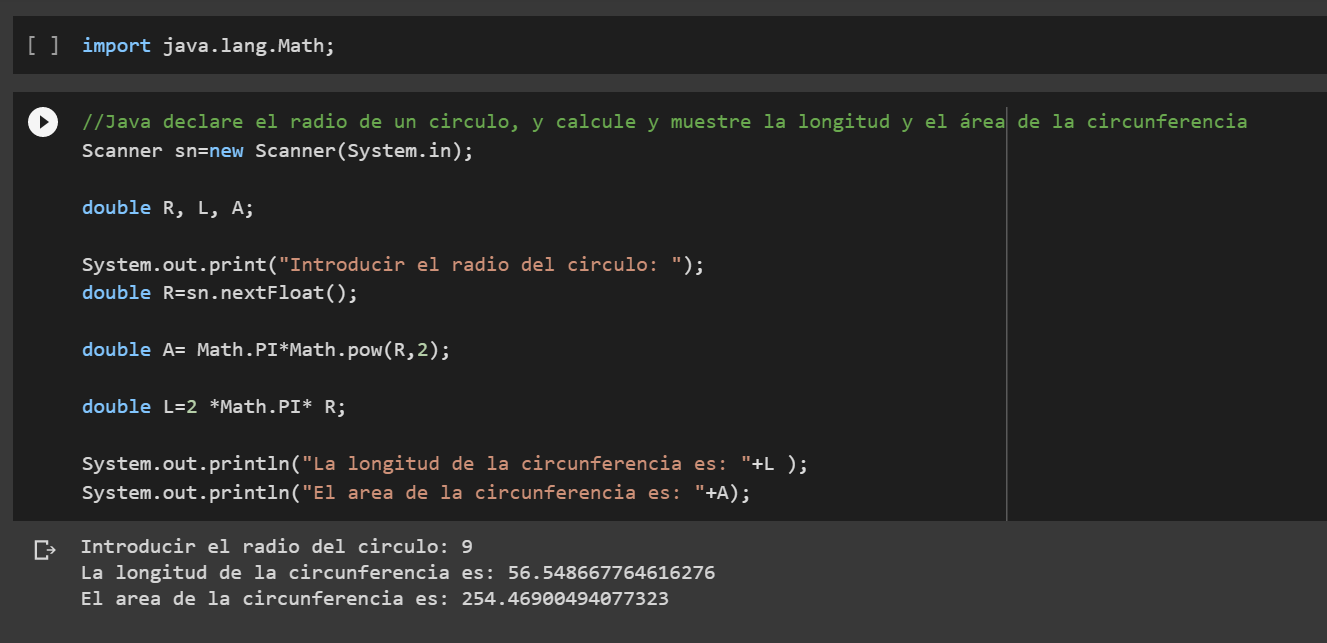 [ ] import java.lang.Math;
//Java declare el radio de un circulo, y calcule y muestre la longitud y el área de la circunferencia
Scanner sn=new Scanner(System.in);
double R, L, A;
System.out.print("Introducir el radio del circulo: ");
double R=sn.nextFloat();
double A= Math.PI*Math.pow(R,2);
double L=2 *Math.PI* R;
System.out.println("La longitud de la circunferencia es: "+L );
System.out.println("El area de la circunferencia es: "+A);
Introducir el radio del circulo: 9
La longitud de la circunferencia es: 56.548667764616276
El area de la circunferencia es: 254.46900494077323